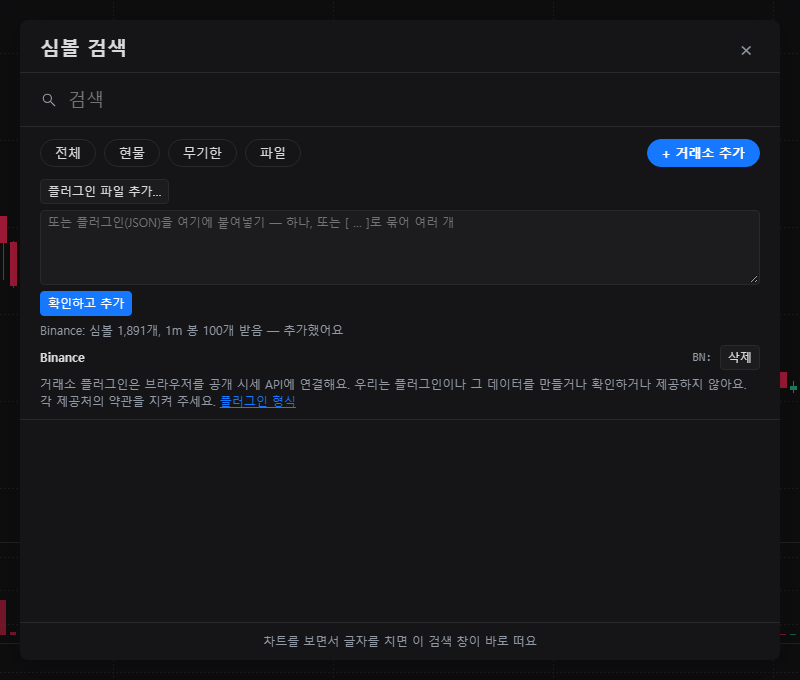 심볼 검색
검색
전체 현물 무기한 파일 + 거래소 추가
플러그인 파일 추가...
또는 플러그인(JSON)을 여기에 붙여넣기 — 하나, 또는 [ ... ]로 묶어 여러 개
확인하고 추가
Binance: 심볼 1,891개, 1m 봉 100개 받음 — 추가했어요
Binance BN: 삭제
거래소 플러그인은 브라우저를 공개 시세 API에 연결해요. 우리는 플러그인이나 그 데이터를 만들거나 확인하거나 제공하지 않아요.
각 제공처의 약관을 지켜 주세요. 플러그인 형식
차트를 보면서 글자를 치면 이 검색 창이 바로 떠요